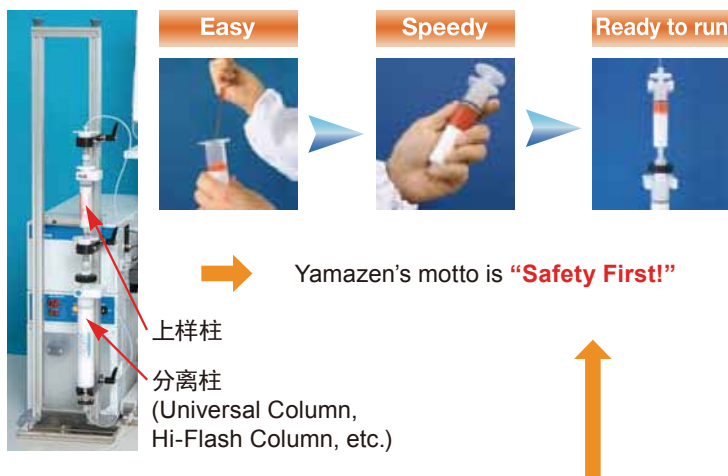 Easy
Speedy
Ready to run
Yamazen’s motto is “Safety First!”
上样柱
分离柱
(Universal Column,
Hi-Flash Column, etc.)